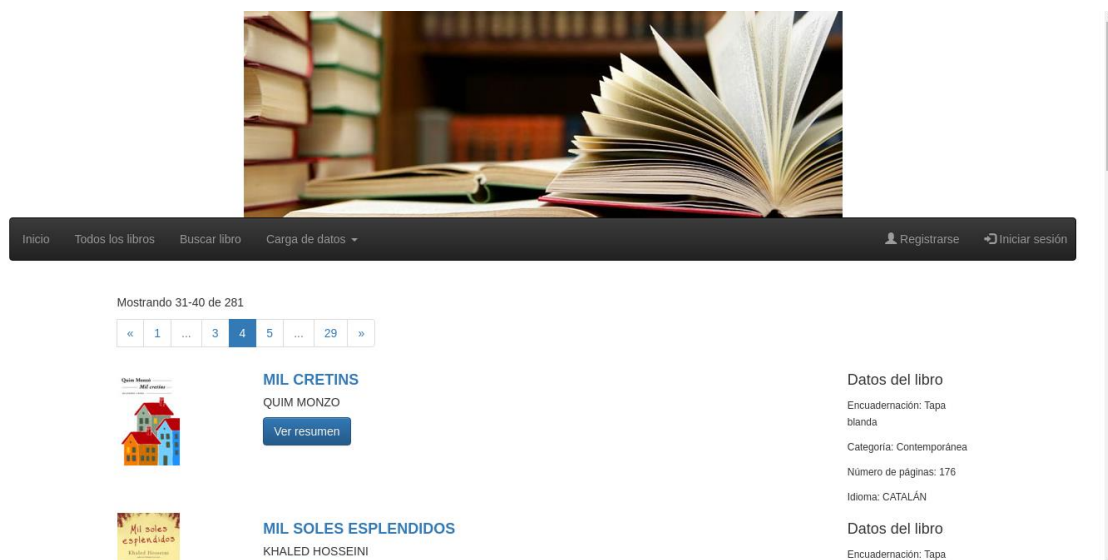 Inicio Todos los libros Buscar libro Carga de datos Registrarse Iniciar sesión
Mostrando 31-40 de 281
« 1 ... 3 4 5 ... 29 »
Quim Monzó
Mil cretins
MIL CRETINS
QUIM MONZO
Ver resumen
Datos del libro
Encuadernación: Tapa
blanda
Categoría: Contemporánea
Número de páginas: 176
Idioma: CATALÁN
Mil soles
esplendidos
Khaled Hosseini
MIL SOLES ESPLENDIDOS
KHALED HOSSEINI
Datos del libro
Encuadernación: Tapa